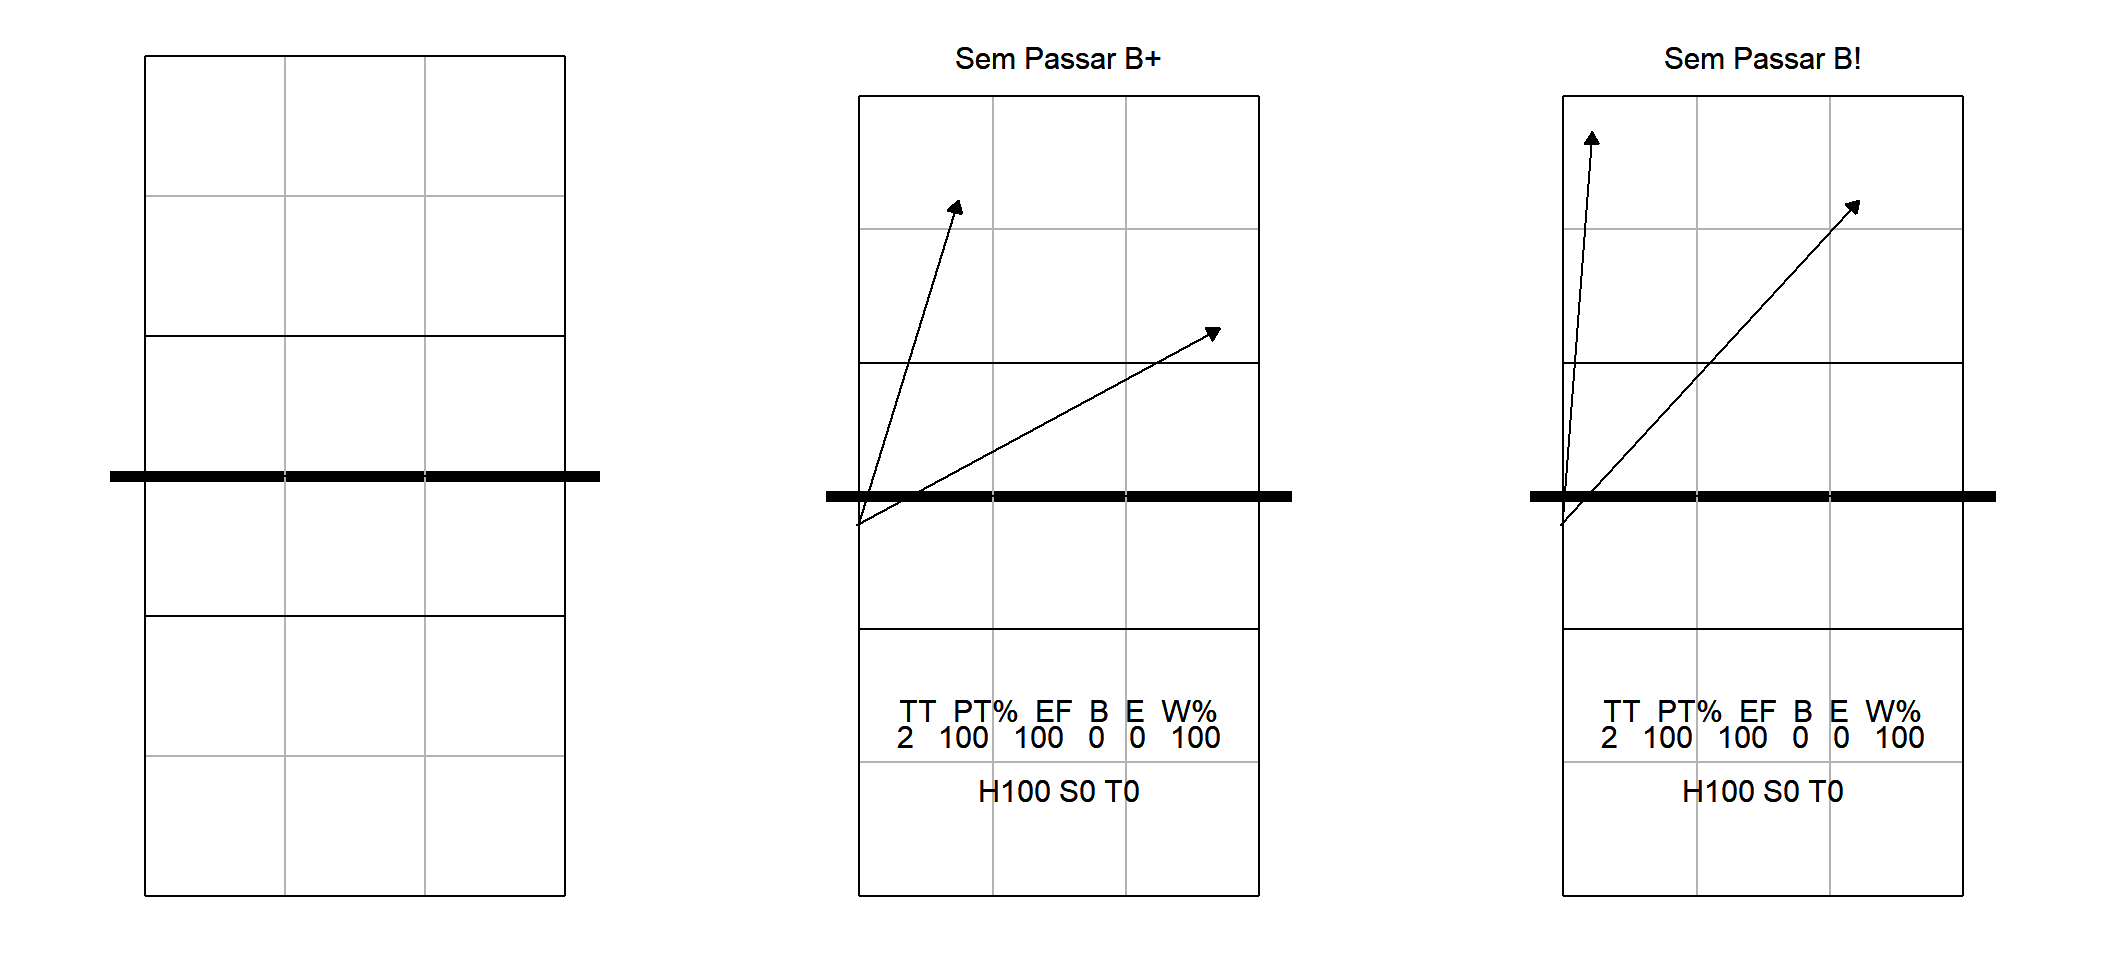 Sem Passar B+
TT PT% EF B E W%
2 100 100 0 0 100
H100 S0 T0
Sem Passar B!
TT PT% EF B E W%
2 100 100 0 0 100
H100 S0 T0